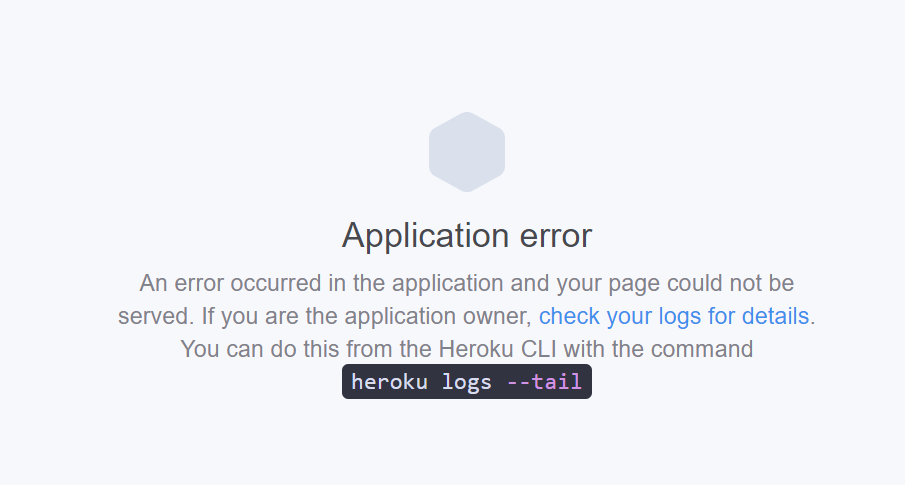 Application error
An error occurred in the application and your page could not be
served. If you are the application owner, check your logs for details.
You can do this from the Heroku CLI with the command
heroku logs --tail